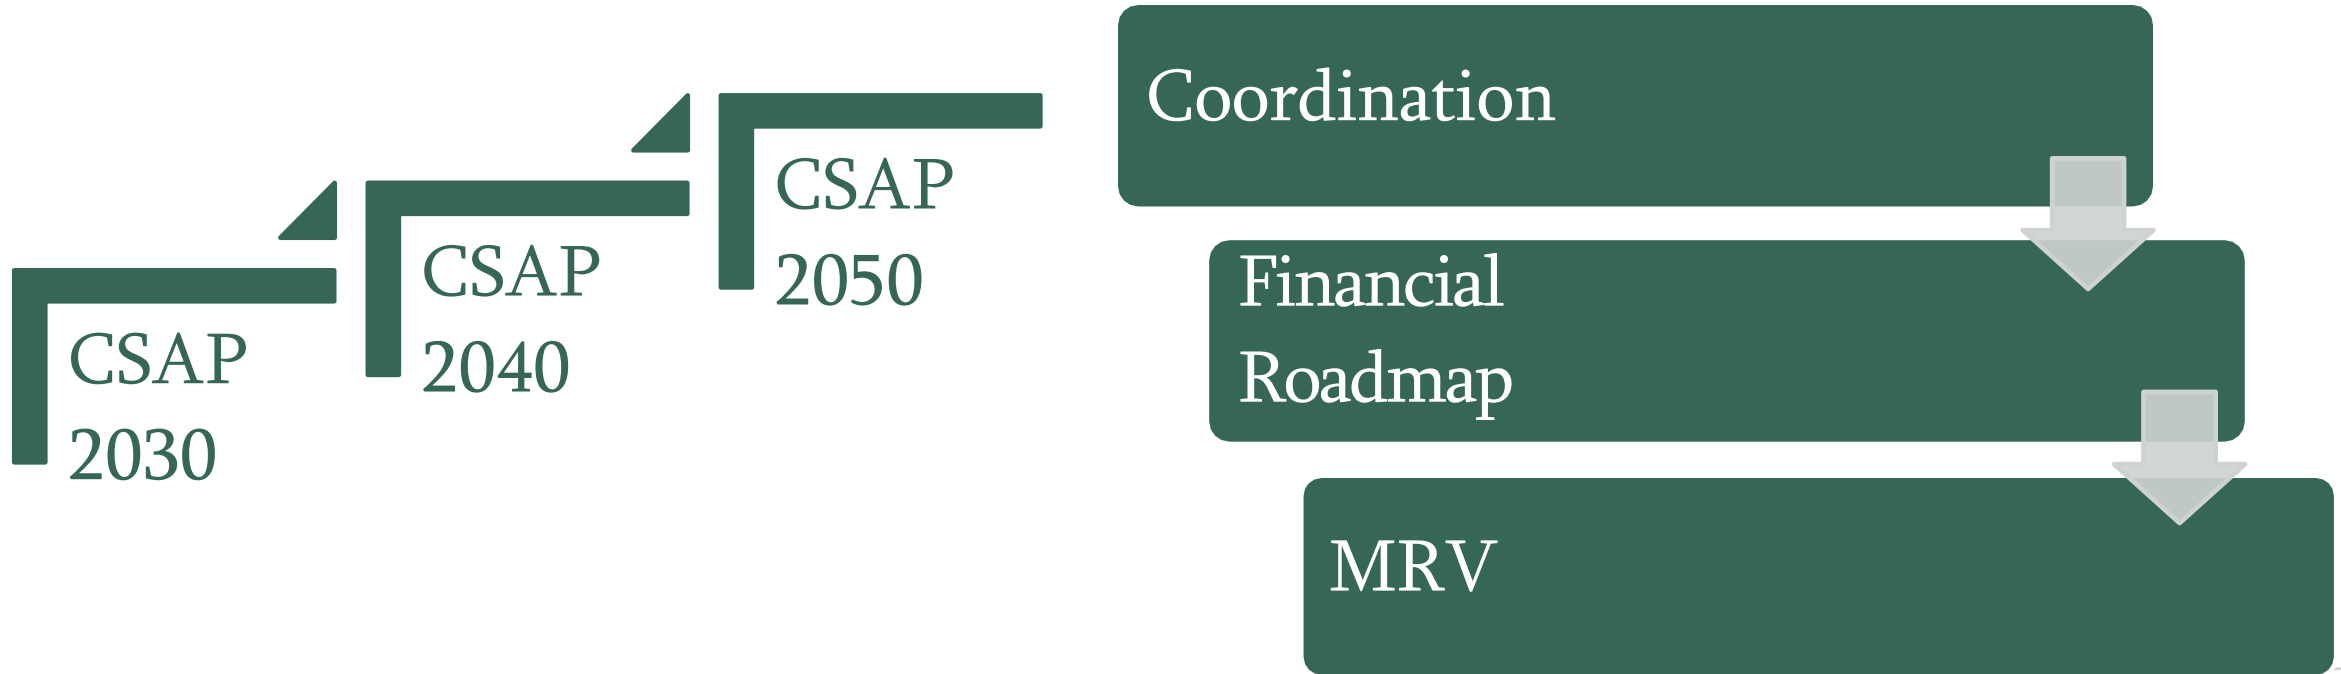 CSAP
2030
CSAP
2040
CSAP
2050
Coordination
Financial
Roadmap
MRV